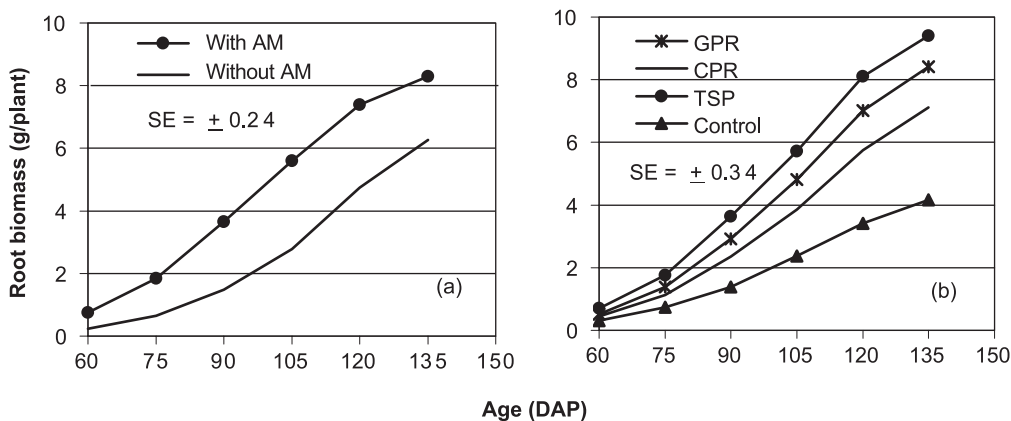 Root biomass (g/plant)
10
8
6
4
2
0
With AM
Without AM
SE = ± 0.24
(a)
60 75 90 105 120 135 150
10
8
6
4
2
0
GPR
CPR
TSP
Control
SE = ± 0.34
(b)
60 75 90 105 120 135 150
Age (DAP)